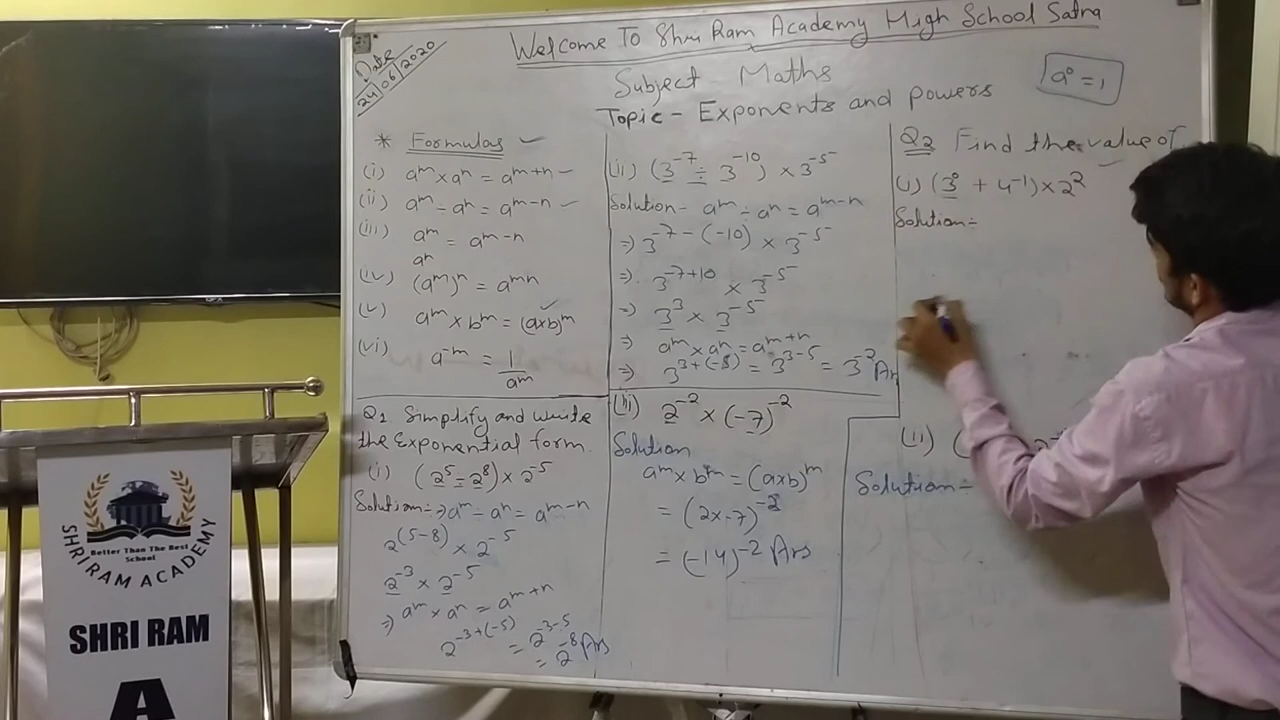 Date
24/06/2020
Welcome To Shri Ram Academy High School Satna
Subject Maths
Topic - Exponents and powers
a⁰ = 1
* Formulas
(i) aᵐ × aⁿ = aᵐ⁺ⁿ
(ii) aᵐ ÷ aⁿ = aᵐ⁻ⁿ
(iii) aᵐ/aⁿ = aᵐ⁻ⁿ
(iv) (aᵐ)ⁿ = aᵐⁿ
(v) aᵐ × bᵐ = (a×b)ᵐ
(vi) a⁻ᵐ = 1/aᵐ
Q1 Simplify and write
the Exponential form.
(i) (2⁵ ÷ 2⁸) × 2⁻⁵
Solution - ⇒ aᵐ ÷ aⁿ = aᵐ⁻ⁿ
2⁽⁵⁻⁸⁾ × 2⁻⁵
2⁻³ × 2⁻⁵
⇒ aᵐ × aⁿ = aᵐ⁺ⁿ
2⁻³⁺⁽⁻⁵⁾ = 2⁻³⁻⁵
= 2⁻⁸ Ans
(ii) (3⁻⁷ ÷ 3⁻¹⁰) × 3⁻⁵
Solution - aᵐ ÷ aⁿ = aᵐ⁻ⁿ
⇒ 3⁻⁷⁻⁽⁻¹⁰⁾ × 3⁻⁵
⇒ 3⁻⁷⁺¹⁰ × 3⁻⁵
⇒ 3³ × 3⁻⁵
⇒ aᵐ × aⁿ = aᵐ⁺ⁿ
⇒ 3³⁺⁽⁻⁵⁾ = 3³⁻⁵ = 3⁻² An
(iii) 2⁻² × (-7)⁻²
Solution
aᵐ × bᵐ = (a×b)ᵐ
= (2×-7)⁻²
= (-14)⁻² Ans
Q2 Find the value of
(i) (3⁰ + 4⁻¹) × 2²
Solution :-
(ii) (
Solution :-
SHRIRAM ACADEMY
Better Than The Best
School
SHRI RAM
A